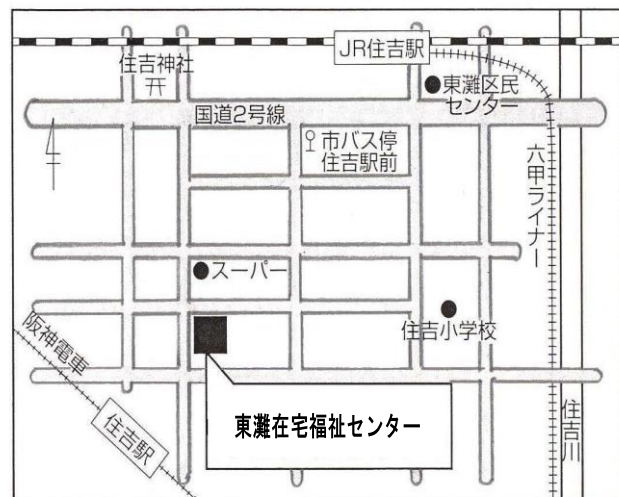 JR住吉駅
住吉神社
東灘区民
センター
国道2号線
市バス停
住吉駅前
六甲ライナー
スーパー
住吉小学校
阪神電車
住吉駅
東灘在宅福祉センター
住吉川